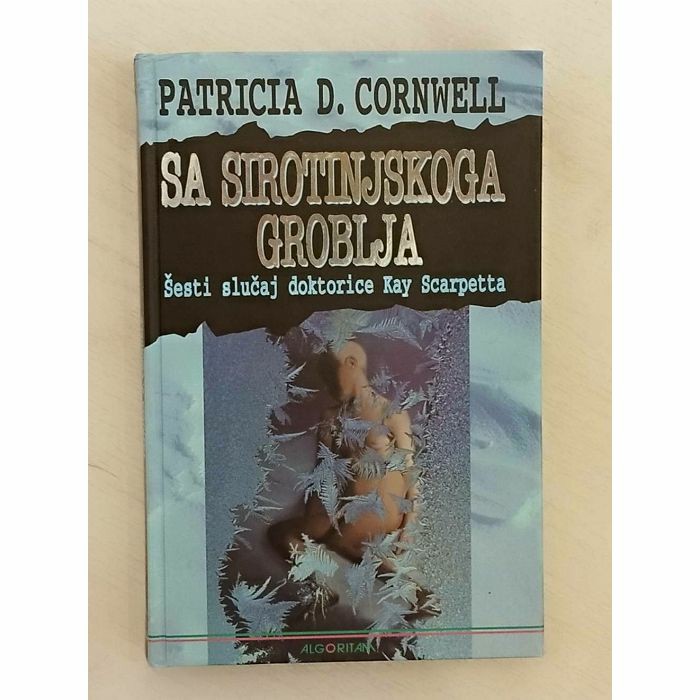 PATRICIA D. CORNWELL
SA SIROTINJSKOGA
GROBLJA
Šesti slučaj doktorice Kay Scarpetta
ALGORITAM